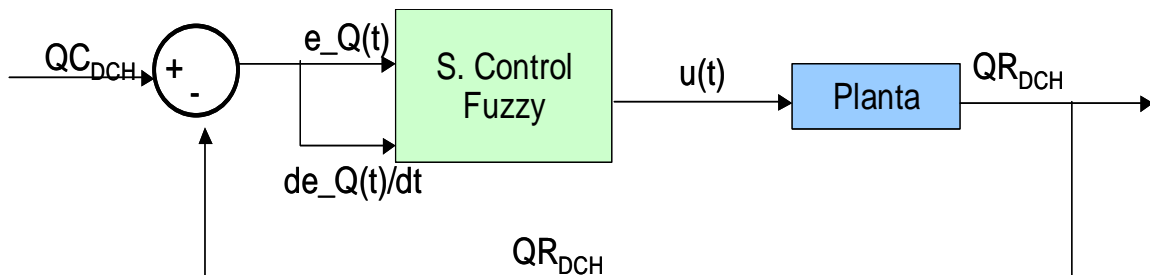 QC_DCH
+
-
e_Q(t)
de_Q(t)/dt
S. Control
Fuzzy
u(t)
Planta
QR_DCH
QR_DCH